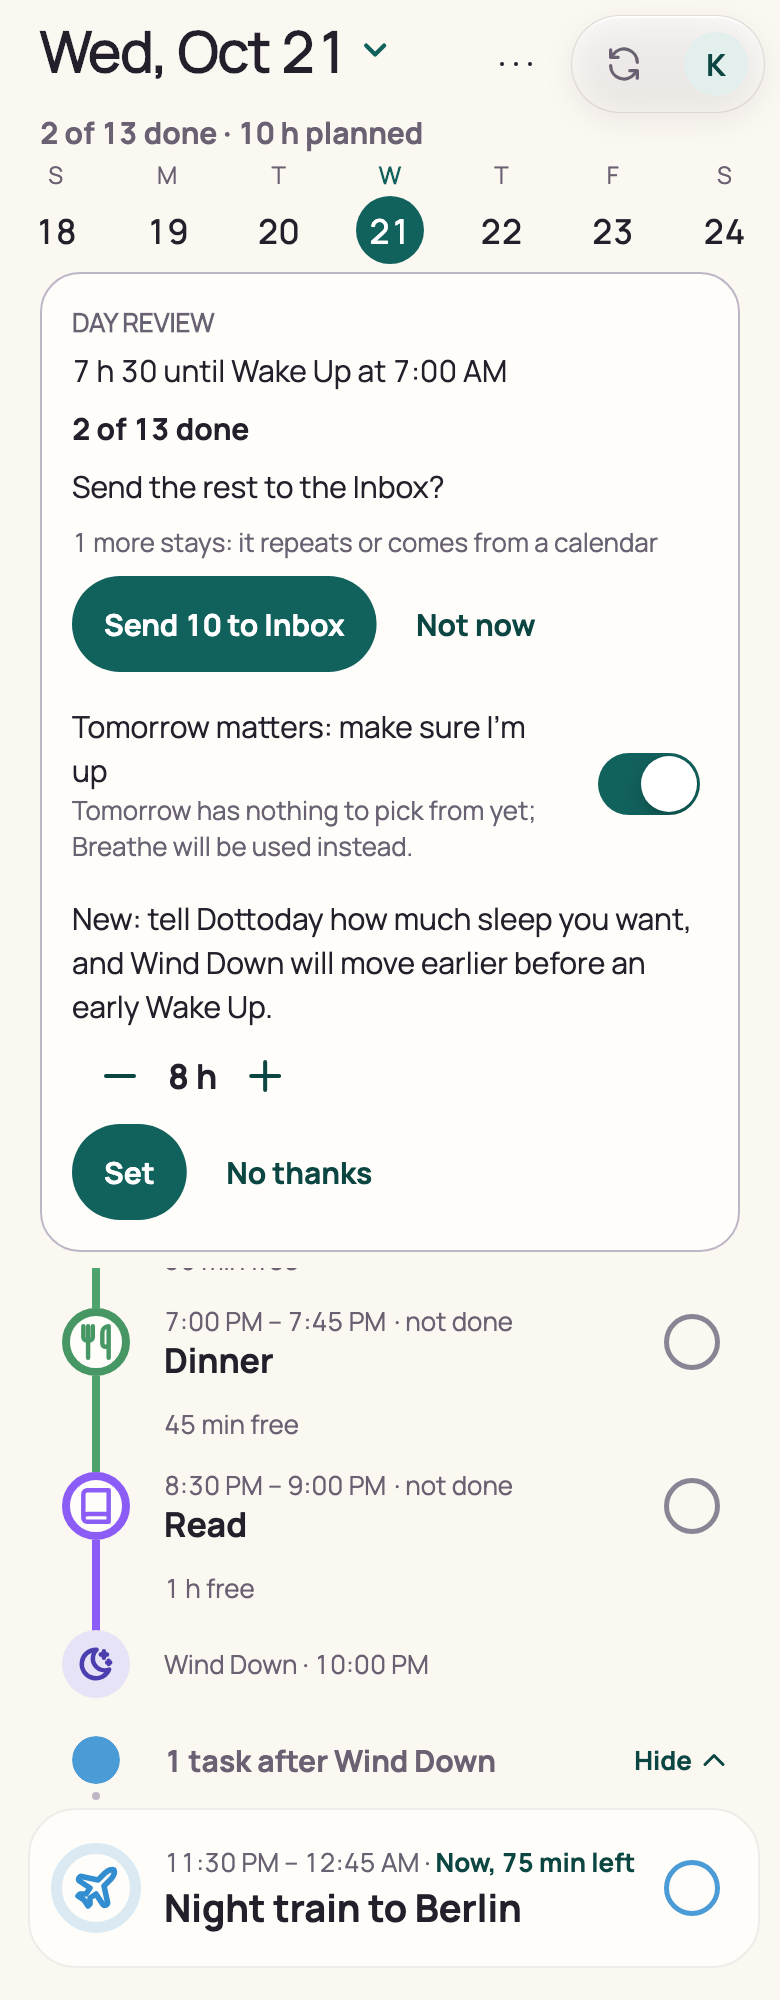 Wed, Oct 21
...
K
2 of 13 done · 10 h planned
S M T W T F S
18 19 20 21 22 23 24
DAY REVIEW
7 h 30 until Wake Up at 7:00 AM
2 of 13 done
Send the rest to the Inbox?
1 more stays: it repeats or comes from a calendar
Send 10 to Inbox
Not now
Tomorrow matters: make sure I'm
up
Tomorrow has nothing to pick from yet;
Breathe will be used instead.
New: tell Dottoday how much sleep you want,
and Wind Down will move earlier before an
early Wake Up.
— 8 h +
Set
No thanks
7:00 PM – 7:45 PM · not done
Dinner
45 min free
8:30 PM – 9:00 PM · not done
Read
1 h free
Wind Down · 10:00 PM
1 task after Wind Down
Hide
11:30 PM – 12:45 AM · Now, 75 min left
Night train to Berlin